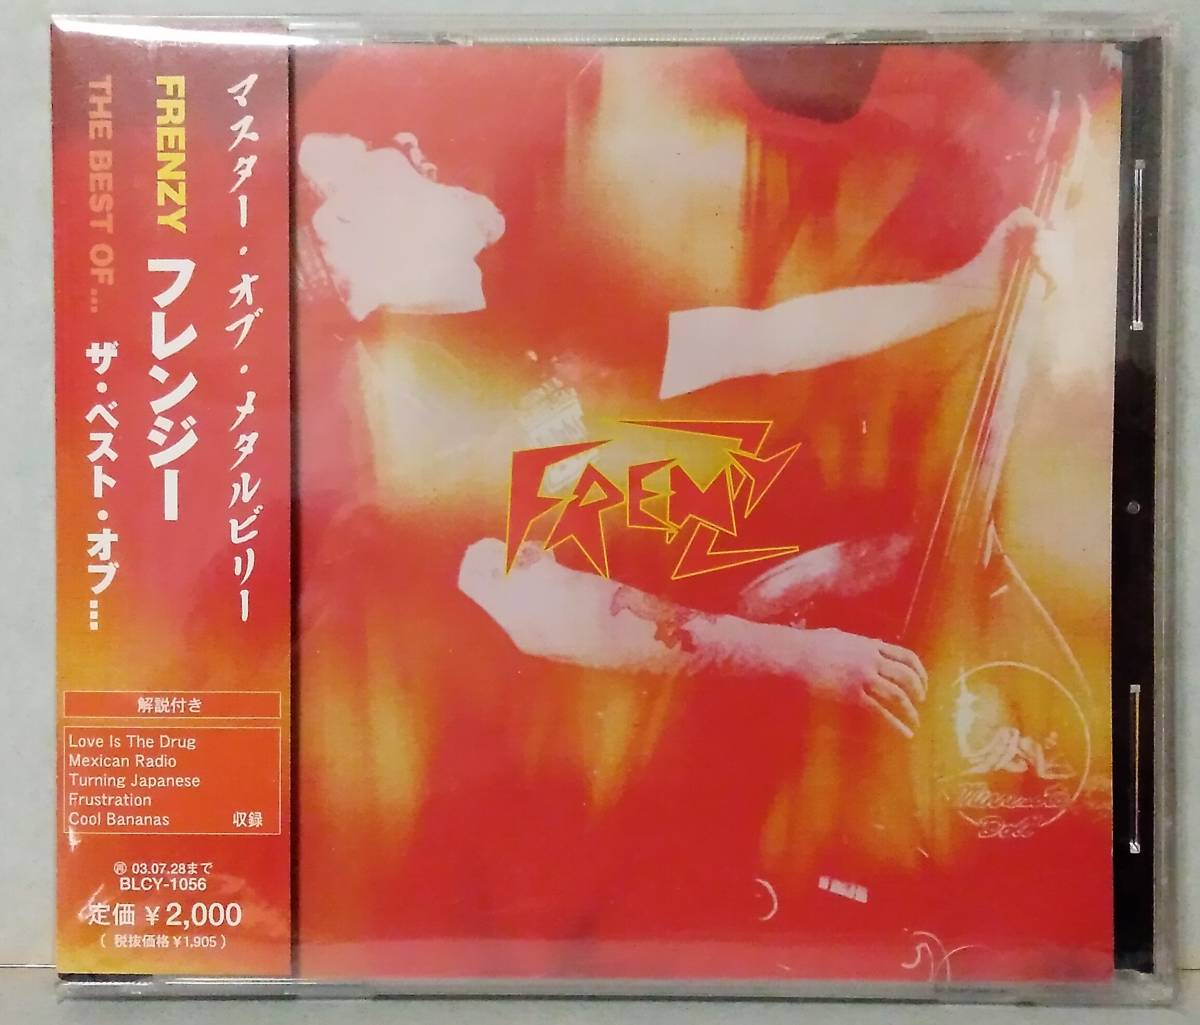 マスター・オブ・メタルビリー
FRENZY フレンジー
THE BEST OF... ザ・ベスト・オブ...
解説付き
Love Is The Drug
Mexican Radio
Turning Japanese
Frustration
Cool Bananas 収録
㋐ 03.07.28まで
BLCY-1056
定価 ¥2,000
( 税抜価格¥1,905 )
FRENZY
Minnesota
Doll